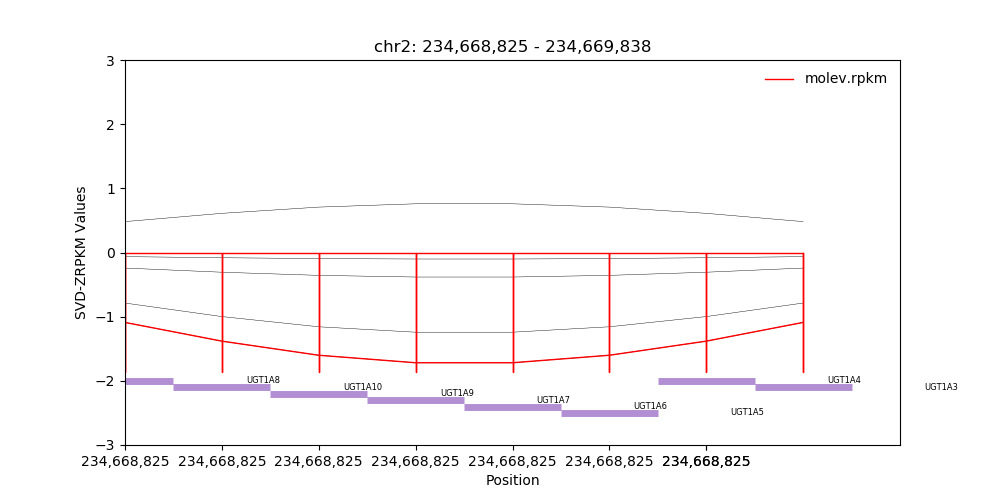 chr2: 234,668,825 - 234,669,838
molev.rpkm
3
2
1
0
−1
−2
−3
SVD-ZRPKM Values
UGT1A8
UGT1A10
UGT1A9
UGT1A7
UGT1A6
UGT1A5
UGT1A4
UGT1A3
234,668,825 234,668,825 234,668,825 234,668,825 234,668,825 234,668,825 234,668,825
Position